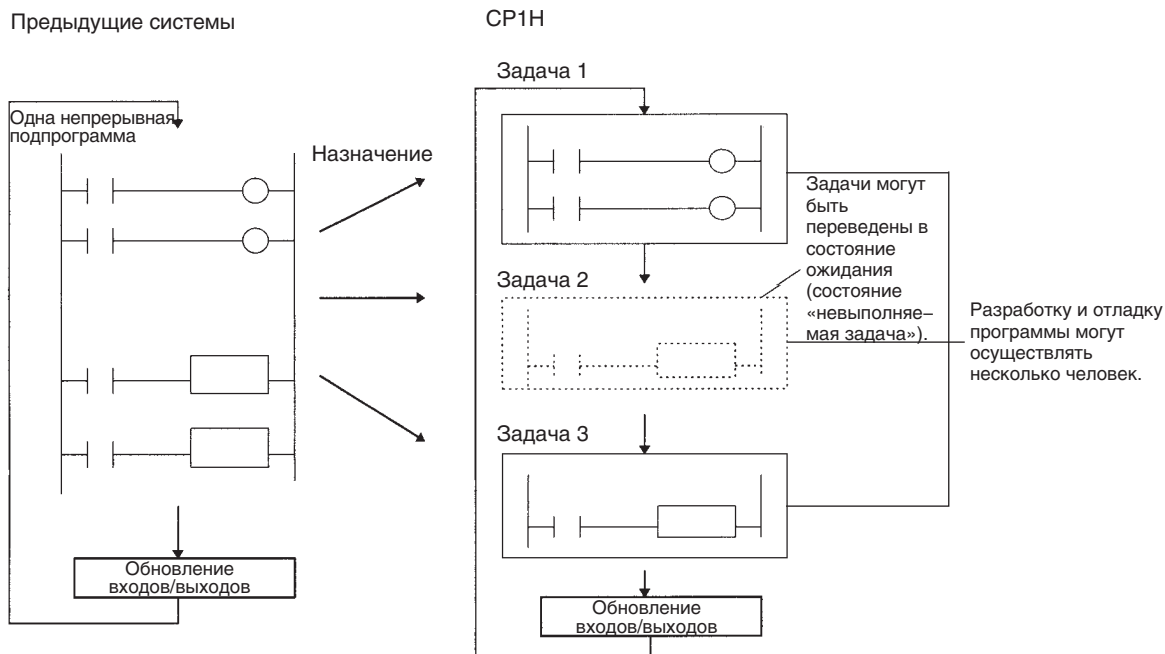 Предыдущие системы
CP1H
Одна непрерывная
подпрограмма
Назначение
Обновление
входов/выходов
Задача 1
Задачи могут
быть
переведены в
состояние
ожидания
(состояние
«невыполняе–
мая задача»).
Задача 2
Разработку и отладку
программы могут
осуществлять
несколько человек.
Задача 3
Обновление
входов/выходов